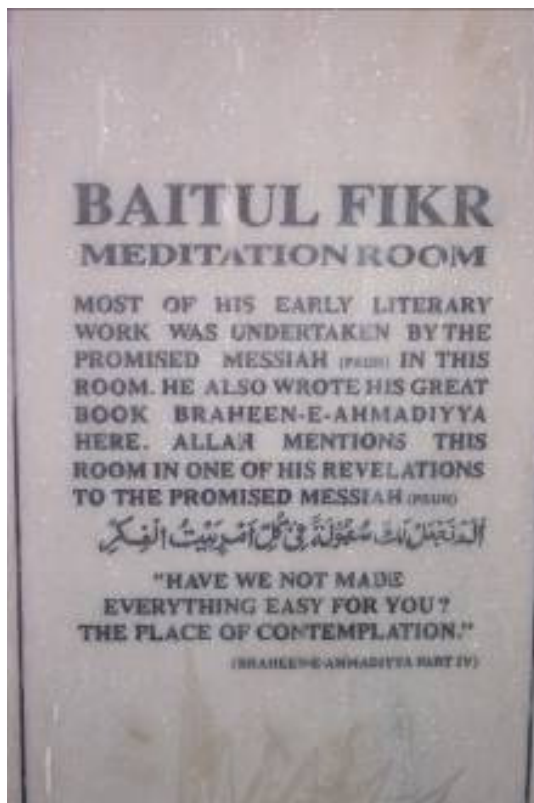 BAITUL FIKR
MEDITATION ROOM
MOST OF HIS EARLY LITERARY
WORK WAS UNDERTAKEN BY THE
PROMISED MESSIAH (PBUH) IN THIS
ROOM. HE ALSO WROTE HIS GREAT
BOOK BRAHEEN-E-AHMADIYYA
HERE. ALLAH MENTIONS THIS
ROOM IN ONE OF HIS REVELATIONS
TO THE PROMISED MESSIAH (PBUH)
اَلَمْ نَجْعَلْ لَكَ سُهُوْلَةً فِيْ كُلِّ اَمْرٍ بَيْتُ الْفِكْرِ
"HAVE WE NOT MADE
EVERYTHING EASY FOR YOU?
THE PLACE OF CONTEMPLATION."
(BRAHEEN-E-AHMADIYYA PART IV)